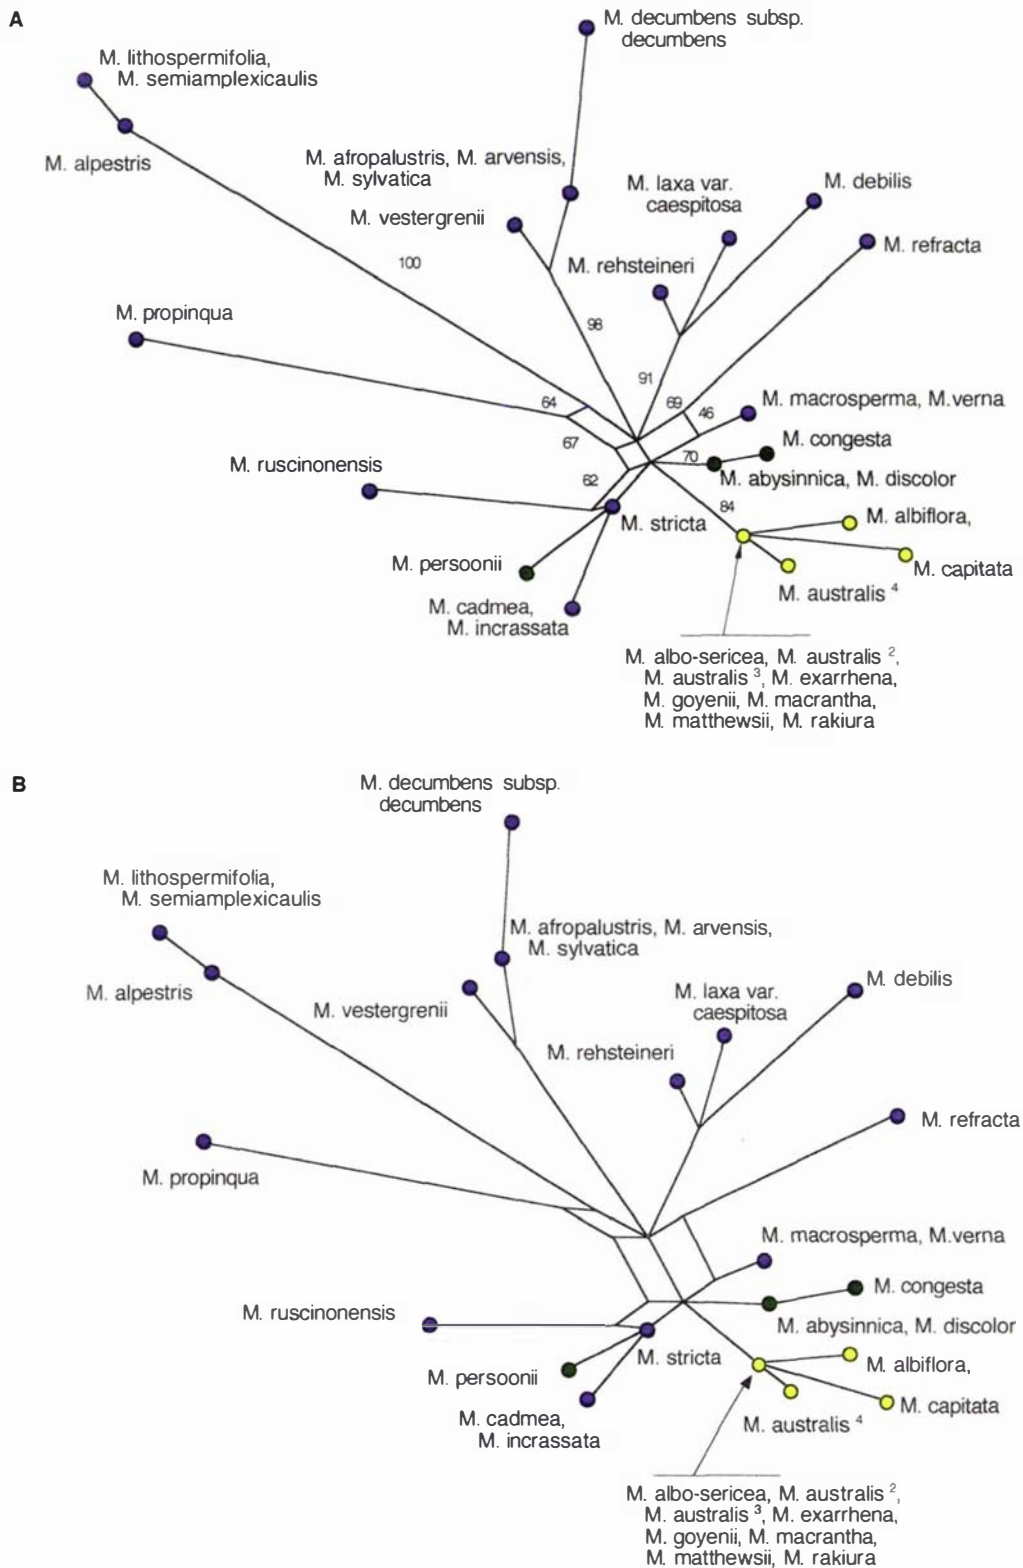 A
M. decumbens subsp.
decumbens
M. lithospermifolia,
M. semiamplexicaulis
M. alpestris
M. afropalustris, M. arvensis,
M. sylvatica
M. vestergrenii
M. laxa var.
caespitosa
M. debilis
M. rehsteineri
M. refracta
100
98
M. propinqua
91
64
69
46
M. macrosperma, M.verna
67
M. congesta
70
M. ruscinonensis
62
M. abysinnica, M. discolor
84
M. albiflora,
M. stricta
M. persoonii
M. capitata
M. australis 4
M. cadmea,
M. incrassata
M. albo-sericea, M. australis 2,
M. australis 3, M. exarrhena,
M. goyenii, M. macrantha,
M. matthewsii, M. rakiura
B
M. decumbens subsp.
decumbens
M. lithospermifolia,
M. semiamplexicaulis
M. afropalustris, M. arvensis,
M. sylvatica
M. alpestris
M. vestergrenii
M. laxa var.
caespitosa
M. debilis
M. rehsteineri
M. refracta
M. propinqua
M. macrosperma, M.verna
M. congesta
M. ruscinonensis
M. abysinnica, M. discolor
M. stricta
M. albiflora,
M. persoonii
M. capitata
M. australis 4
M. cadmea,
M. incrassata
M. albo-sericea, M. australis 2,
M. australis 3, M. exarrhena,
M. goyenii, M. macrantha,
M. matthewsii, M. rakiura